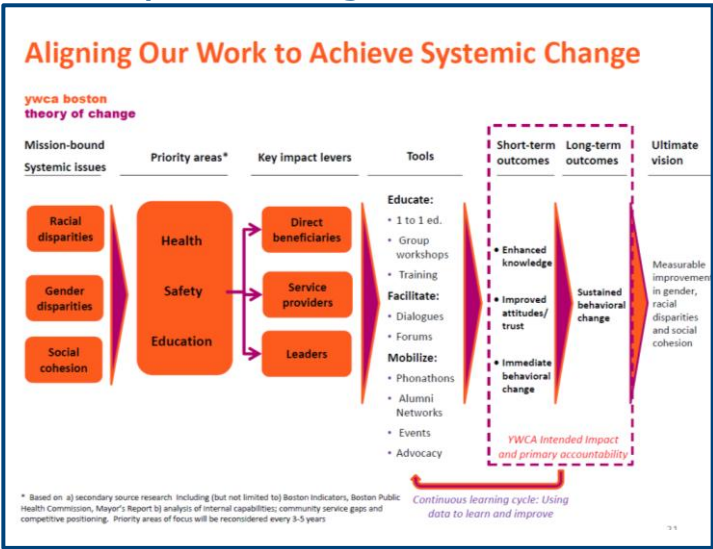 Aligning Our Work to Achieve Systemic Change
ywca boston
theory of change
Mission-bound
Systemic issues
Priority areas*
Key impact levers
Tools
Short-term
outcomes
Long-term
outcomes
Ultimate
vision
Racial
disparities
Gender
disparities
Social
cohesion
Health
Safety
Education
Direct
beneficiaries
Service
providers
Leaders
Educate:
• 1 to 1 ed.
• Group
workshops
• Training
Facilitate:
• Dialogues
• Forums
Mobilize:
• Phonathons
• Alumni
Networks
• Events
• Advocacy
• Enhanced
knowledge
• Improved
attitudes/
trust
• Immediate
behavioral
change
Sustained
behavioral
change
Measurable
improvemen
in gender,
racial
disparities
and social
cohesion
YWCA Intended Impact
and primary accountability
Continuous learning cycle: Using
data to learn and improve
* Based on a) secondary source research Including (but not limited to) Boston Indicators, Boston Public
Health Commission, Mayor's Report b) analysis of internal capabilities; community service gaps and
competitive positioning. Priority areas of focus will be reconsidered every 3-5 years